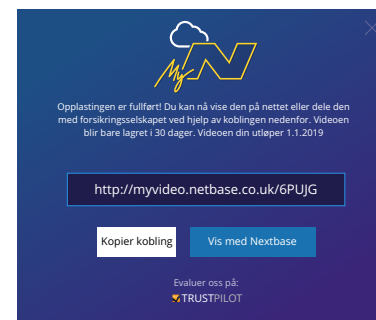 My N
Opplastingen er fullført! Du kan nå vise den på nettet eller dele den
med forsikringsselskapet ved hjelp av koblingen nedenfor. Videoen
blir bare lagret i 30 dager. Videoen din utløper 1.1.2019
http://myvideo.netbase.co.uk/6PUJG
Kopier kobling
Vis med Nextbase
Evaluer oss på:
TRUSTPILOT